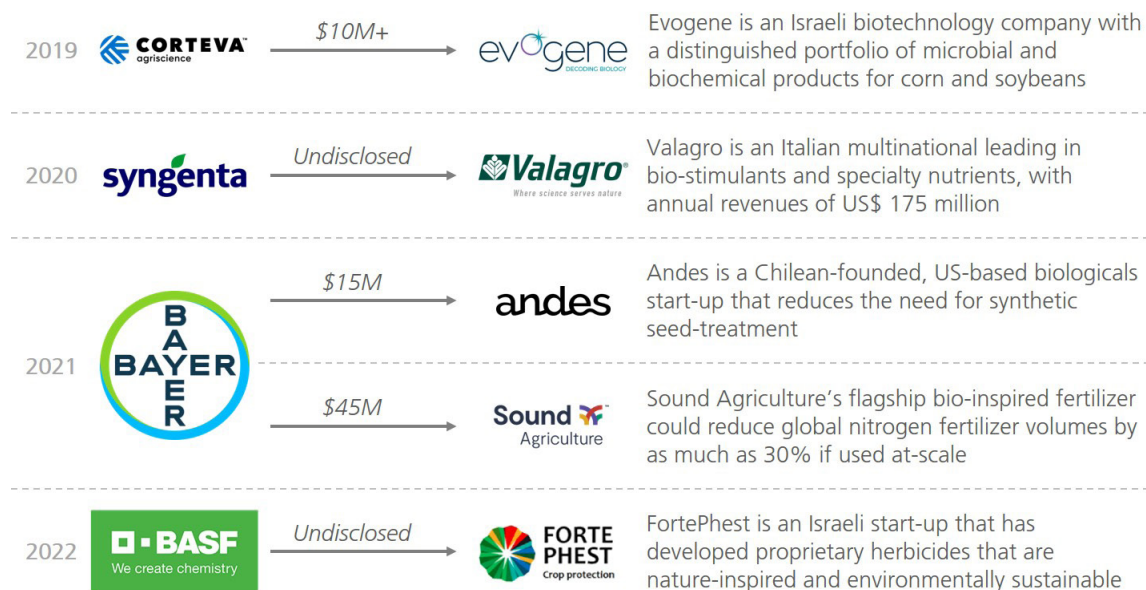 2019
CORTEVA™
agriscience
$10M+
evogene
DECODING BIOLOGY
Evogene is an Israeli biotechnology company with
a distinguished portfolio of microbial and
biochemical products for corn and soybeans
2020
syngenta
Undisclosed
Valagro®
Where science serves nature
Valagro is an Italian multinational leading in
bio-stimulants and specialty nutrients, with
annual revenues of US$ 175 million
2021
BAYER
BAYER
$15M
andes
Andes is a Chilean-founded, US-based biologicals
start-up that reduces the need for synthetic
seed-treatment
$45M
Sound™
Agriculture
Sound Agriculture’s flagship bio-inspired fertilizer
could reduce global nitrogen fertilizer volumes by
as much as 30% if used at-scale
2022
BASF
We create chemistry
Undisclosed
FORTE
PHEST
Crop protection
FortePhest is an Israeli start-up that has
developed proprietary herbicides that are
nature-inspired and environmentally sustainable